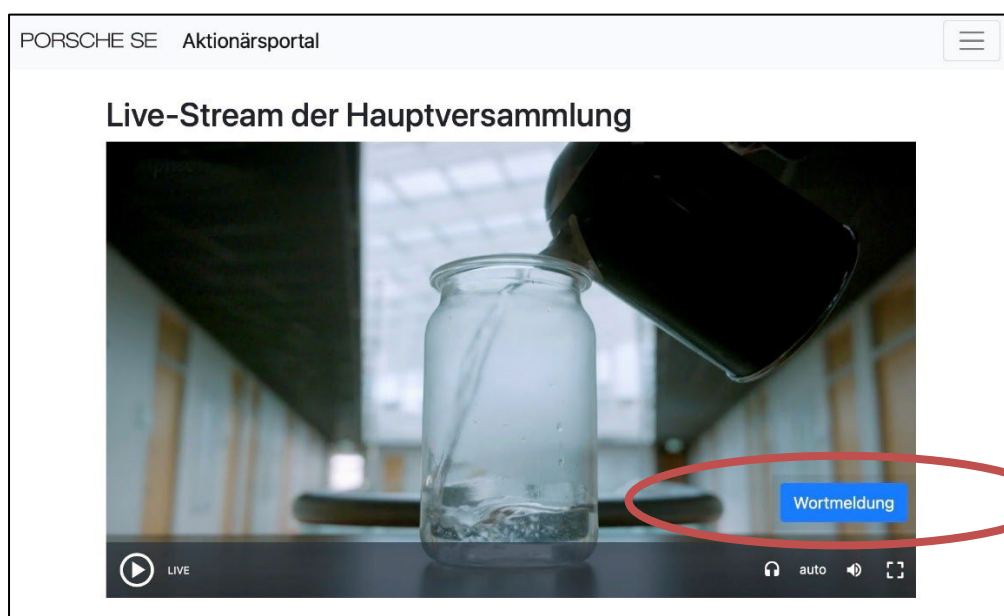 PORSCHE SE Aktionärsportal
Live-Stream der Hauptversammlung
Wortmeldung
LIVE auto